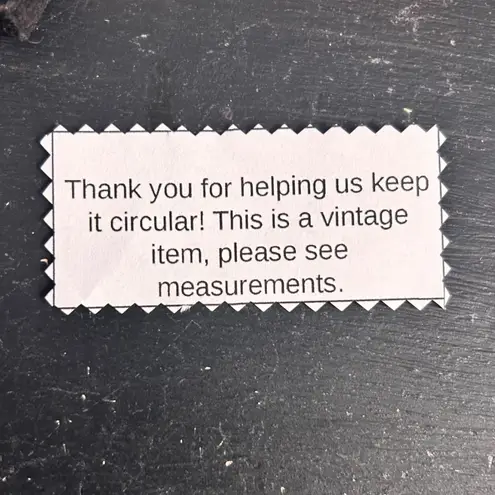 Thank you for helping us keep
it circular! This is a vintage
item, please see
measurements.